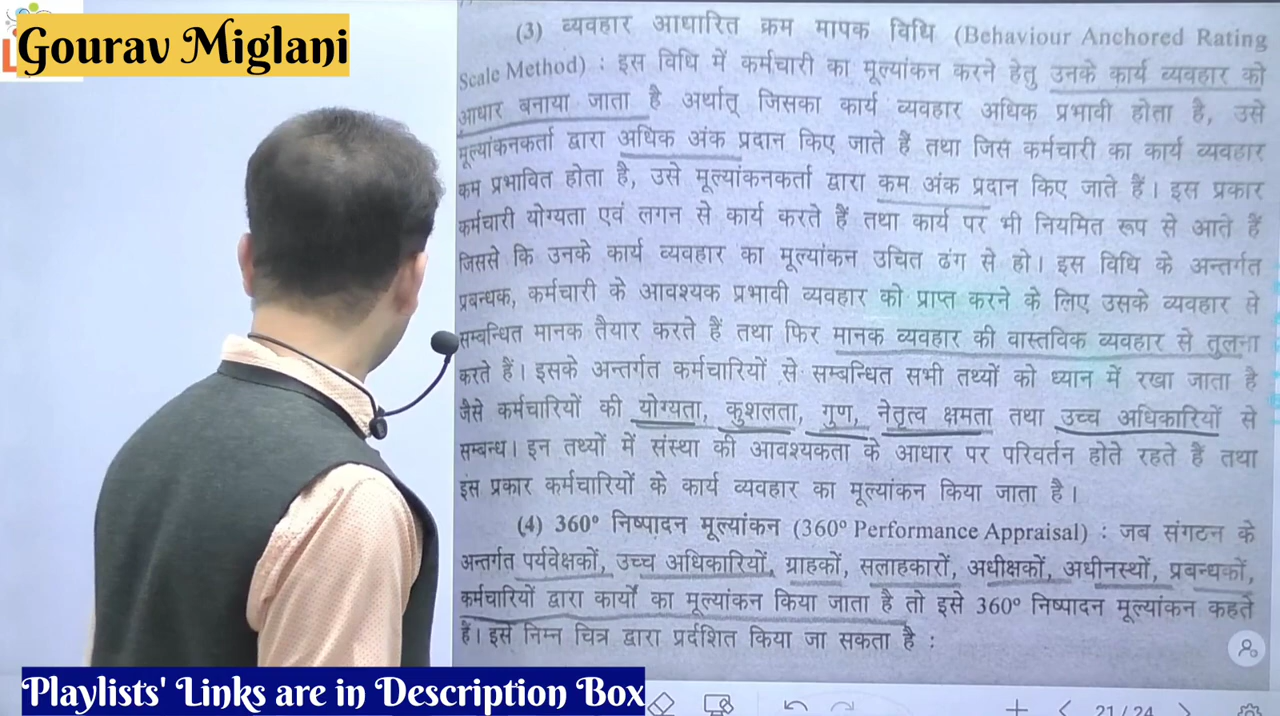 Gourav Miglani
(3) व्यवहार आधारित क्रम मापक विधि (Behaviour Anchored Rating
Scale Method) : इस विधि में कर्मचारी का मूल्यांकन करने हेतु उनके कार्य व्यवहार को
आधार बनाया जाता है अर्थात् जिसका कार्य व्यवहार अधिक प्रभावी होता है, उसे
मूल्यांकनकर्ता द्वारा अधिक अंक प्रदान किए जाते हैं तथा जिस कर्मचारी का कार्य व्यवहार
कम प्रभावित होता है, उसे मूल्यांकनकर्ता द्वारा कम अंक प्रदान किए जाते हैं। इस प्रकार
कर्मचारी योग्यता एवं लगन से कार्य करते हैं तथा कार्य पर भी नियमित रूप से आते हैं
जिससे कि उनके कार्य व्यवहार का मूल्यांकन उचित ढंग से हो। इस विधि के अन्तर्गत
प्रबन्धक, कर्मचारी के आवश्यक प्रभावी व्यवहार को प्राप्त करने के लिए उसके व्यवहार से
सम्बन्धित मानक तैयार करते हैं तथा फिर मानक व्यवहार की वास्तविक व्यवहार से तुलना
करते हैं। इसके अन्तर्गत कर्मचारियों से सम्बन्धित सभी तथ्यों को ध्यान में रखा जाता है
जैसे कर्मचारियों की योग्यता, कुशलता, गुण, नेतृत्व क्षमता तथा उच्च अधिकारियों से
सम्बन्ध। इन तथ्यों में संस्था की आवश्यकता के आधार पर परिवर्तन होते रहते हैं तथा
इस प्रकार कर्मचारियों के कार्य व्यवहार का मूल्यांकन किया जाता है।
(4) 360° निष्पादन मूल्यांकन (360° Performance Appraisal) : जब संगटन के
अन्तर्गत पर्यवेक्षकों, उच्च अधिकारियों, ग्राहकों, सलाहकारों, अधीक्षकों, अधीनस्थों, प्रबन्धकों,
कर्मचारियों द्वारा कार्यों का मूल्यांकन किया जाता है तो इसे 360° निष्पादन मूल्यांकन कहते
हैं। इसे निम्न चित्र द्वारा प्रर्दशित किया जा सकता है :
Playlists' Links are in Description Box
21/24